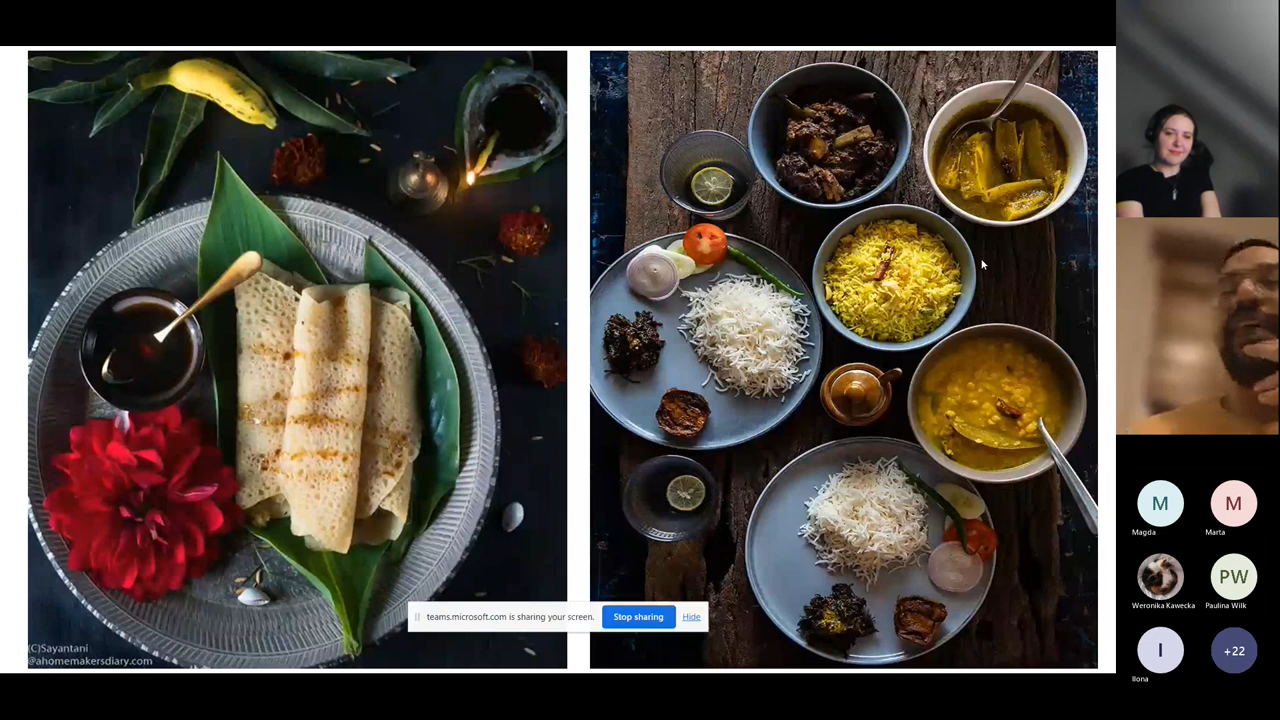 (C)Sayantani
@ahomemakersdiary.com
teams.microsoft.com is sharing your screen.
Stop sharing
Hide
M
M
Magda
Marta
PW
Weronika Kawecka
Paulina Wilk
I
+22
Ilona